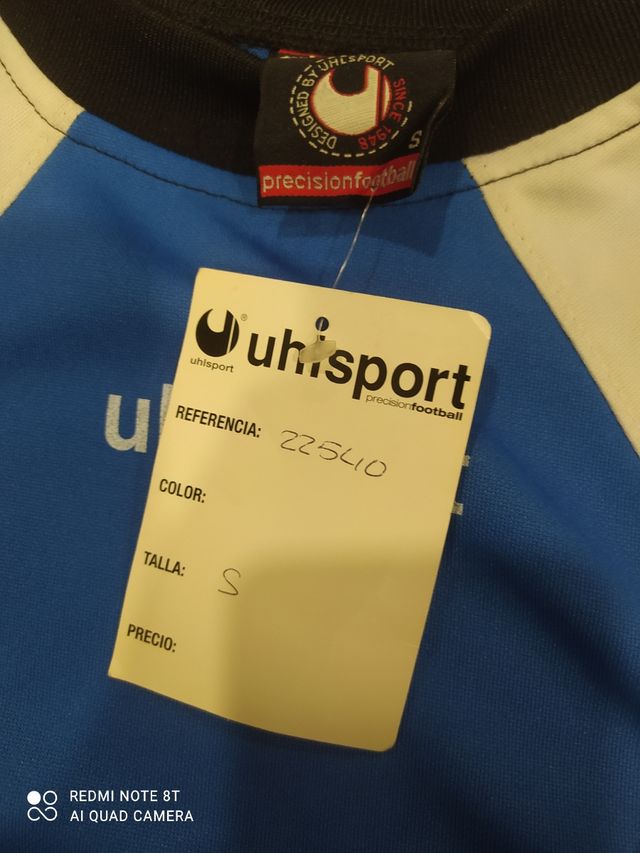 DESIGNED BY UHLSPORT SINCE 1948
S
precisionfootball
uhlsport
uhlsport
precisionfootball
REFERENCIA: 22540
COLOR:
TALLA: S
PRECIO:
REDMI NOTE 8T
AI QUAD CAMERA